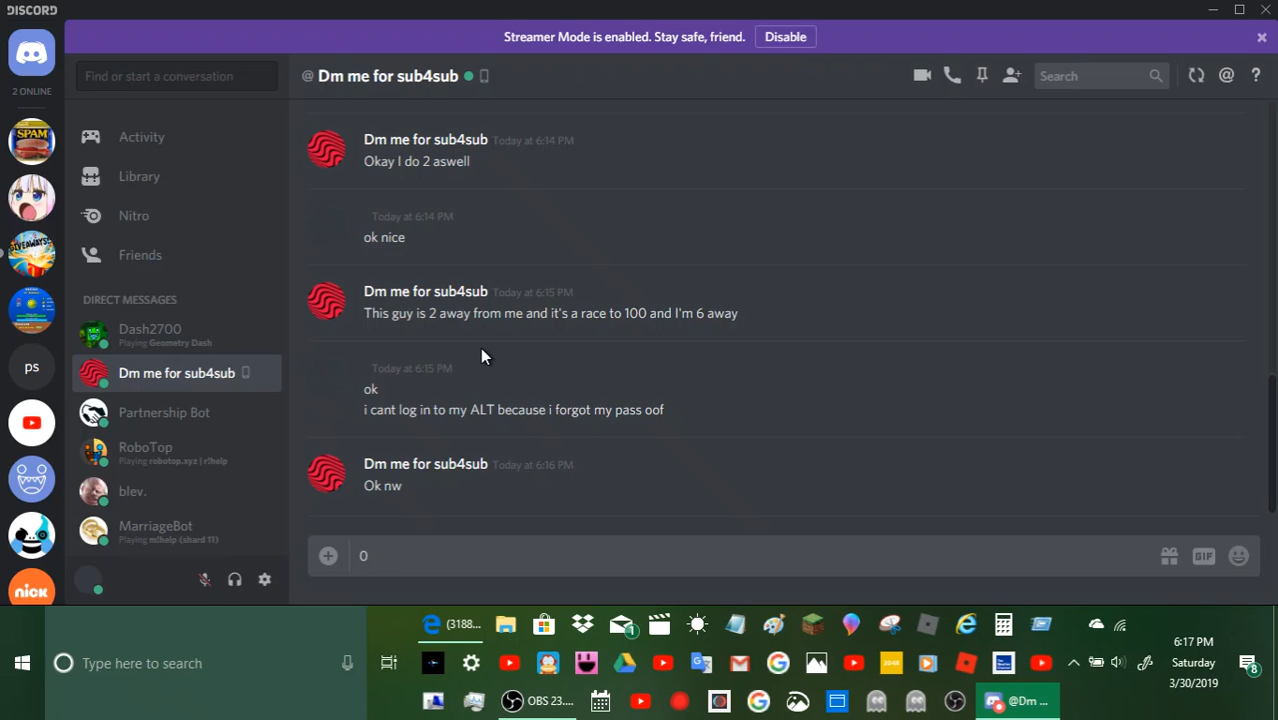 DISCORD
Streamer Mode is enabled. Stay safe, friend.
Disable
2 ONLINE
SPAM
GIVEAWAYS!
ps
nick
Find or start a conversation
Activity
Library
Nitro
Friends
DIRECT MESSAGES
Dash2700
Playing Geometry Dash
Dm me for sub4sub
Partnership Bot
RoboTop
Playing robotop.xyz | r!help
blev.
MarriageBot
Playing m!help (shard 11)
@ Dm me for sub4sub
Search
Dm me for sub4sub Today at 6:14 PM
Okay I do 2 aswell
Today at 6:14 PM
ok nice
Dm me for sub4sub Today at 6:15 PM
This guy is 2 away from me and it's a race to 100 and I'm 6 away
Today at 6:15 PM
ok
i cant log in to my ALT because i forgot my pass oof
Dm me for sub4sub Today at 6:16 PM
Ok nw
0
GIF
Type here to search
(3188...
1
2048
OBS 23....
@Dm ...
6:17 PM
Saturday
3/30/2019
8